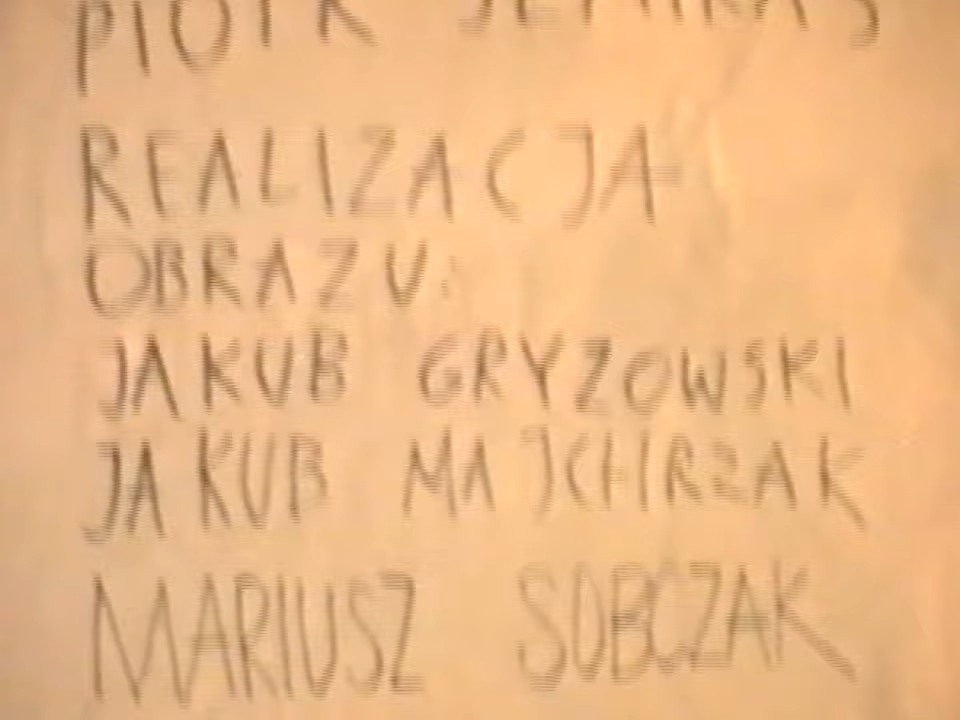 PIOTR
REALIZACJA
OBRAZU:
JAKUB GRYZOWSKI
JAKUB MAJCHRZAK
MARIUSZ SOBCZAK